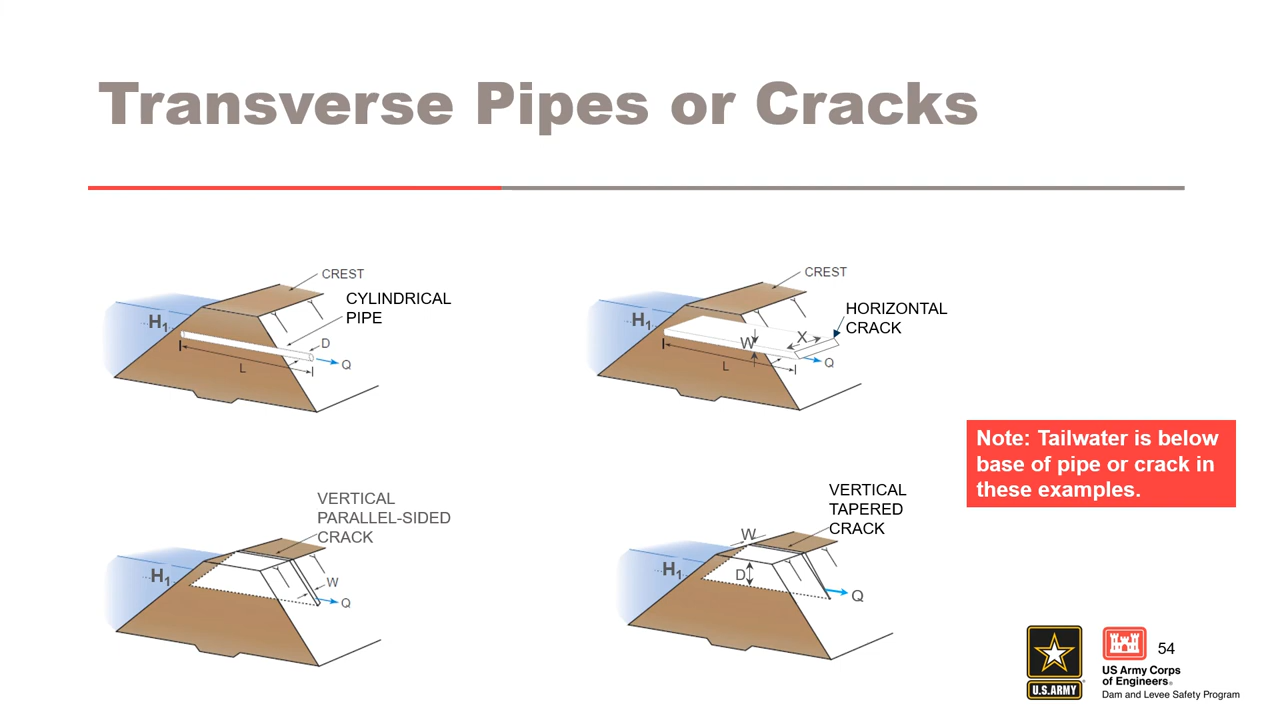 Transverse Pipes or Cracks
CREST
CYLINDRICAL
PIPE
H1
D
Q
L
CREST
HORIZONTAL
CRACK
H1
W
X
Q
L
Note: Tailwater is below
base of pipe or crack in
these examples.
VERTICAL
PARALLEL-SIDED
CRACK
H1
W
Q
VERTICAL
TAPERED
CRACK
W
H1
D
Q
U.S.ARMY
US Army Corps
of Engineers®
Dam and Levee Safety Program
54